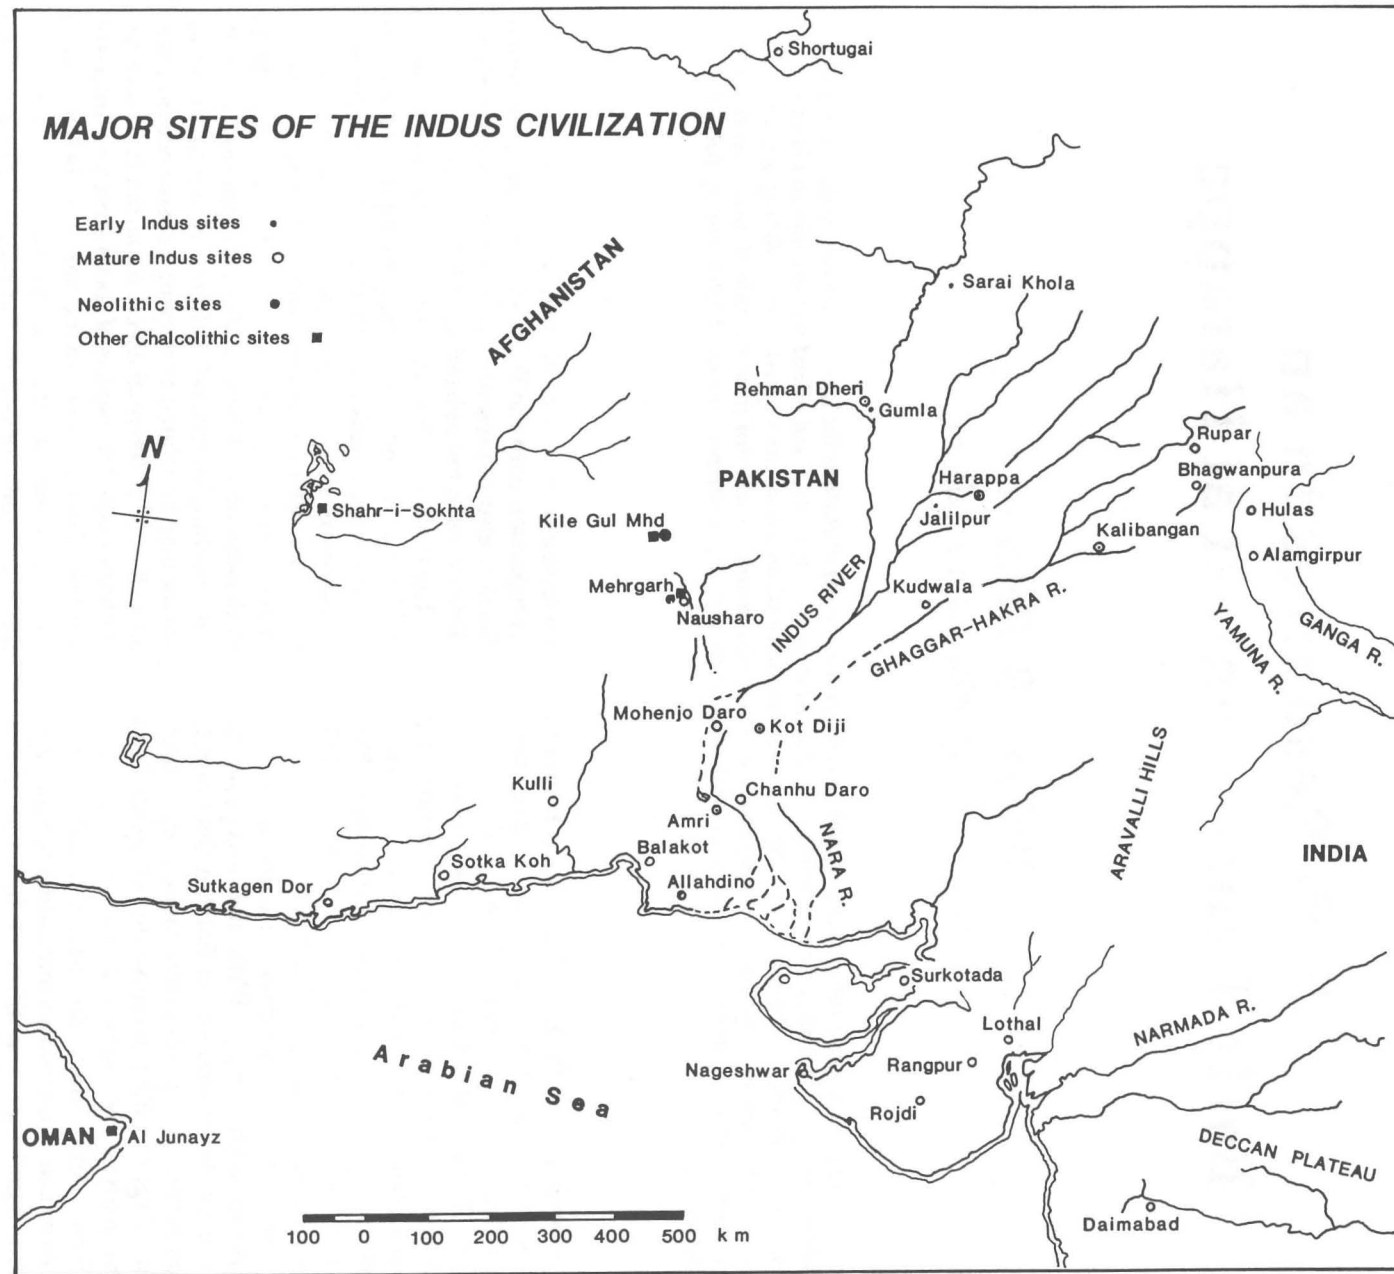 Shortugai
MAJOR SITES OF THE INDUS CIVILIZATION
Early Indus sites
Mature Indus sites
Neolithic sites
Other Chalcolithic sites
AFGHANISTAN
Sarai Khola
Rehman Dheri
Gumla
N
Rupar
PAKISTAN
Harappa
Bhagwanpura
Shahr-i-Sokhta
Kile Gul Mhd
Jalilpur
Hulas
Kalibangan
Alamgirpur
Mehrgarh
Kudwala
Nausharo
INDUS RIVER
GHAGGAR-HAKRA R.
YAMUNA R.
GANGA R.
Mohenjo Daro
Kot Diji
Kulli
Chanhu Daro
Amri
ARAVALLI HILLS
Balakot
NARA R.
INDIA
Sotka Koh
Sutkagen Dor
Allahdino
Surkotada
Lothal
NARMADA R.
Arabian Sea
Nageshwar
Rangpur
Rojdi
OMAN
Al Junayz
DECCAN PLATEAU
Daimabad
100 0 100 200 300 400 500 km